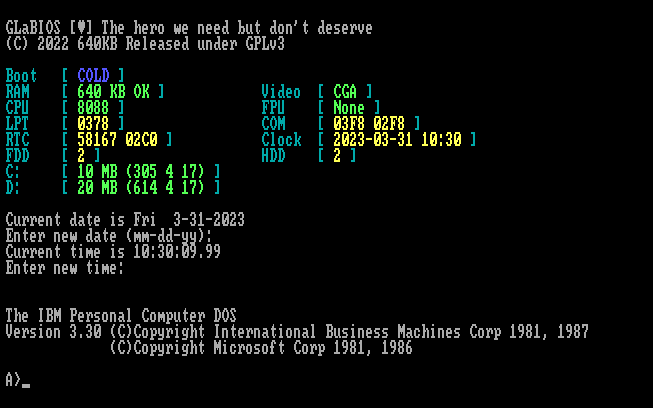 GLaBIOS [♥] The hero we need but don't deserve
(C) 2022 640KB Released under GPLv3
Boot [ COLD ]
RAM [ 640 KB OK ] Video [ CGA ]
CPU [ 8088 ] FPU [ None ]
LPT [ 0378 ] COM [ 03F8 02F8 ]
RTC [ 58167 02C0 ] Clock [ 2023-03-31 10:30 ]
FDD [ 2 ] HDD [ 2 ]
C: [ 10 MB (305 4 17) ]
D: [ 20 MB (614 4 17) ]
Current date is Fri 3-31-2023
Enter new date (mm-dd-yy):
Current time is 10:30:09.99
Enter new time:
The IBM Personal Computer DOS
Version 3.30 (C)Copyright International Business Machines Corp 1981, 1987
(C)Copyright Microsoft Corp 1981, 1986
A>_